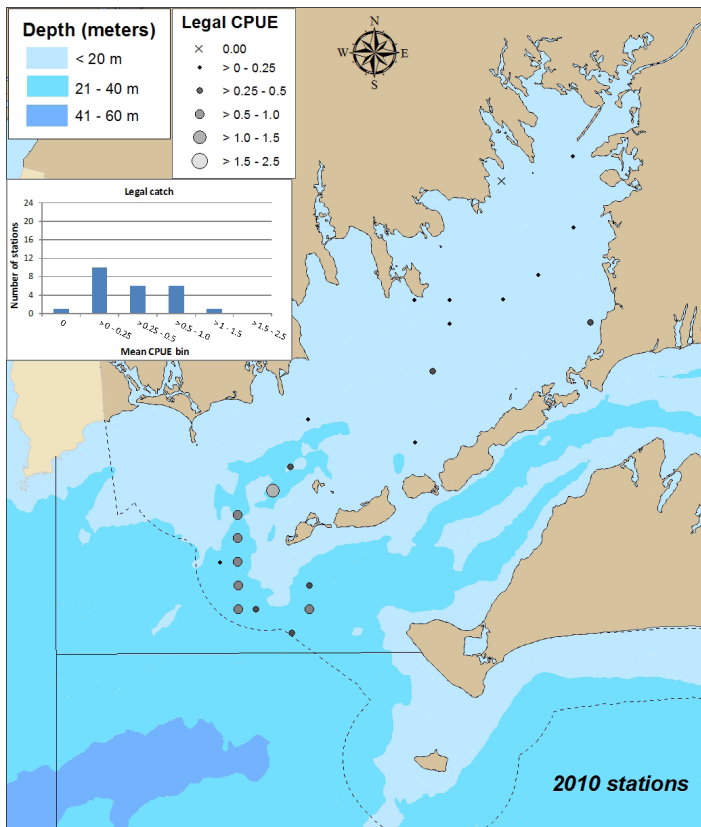 Depth (meters)
< 20 m
21 - 40 m
41 - 60 m
Legal CPUE
0.00
> 0 - 0.25
> 0.25 - 0.5
> 0.5 - 1.0
> 1.0 - 1.5
> 1.5 - 2.5
N
W E
S
Legal catch
Number of stations
24
20
16
12
8
4
0
0
> 0 - 0.25
> 0.25 - 0.5
> 0.5 - 1.0
> 1 - 1.5
> 1.5 - 2.5
Mean CPUE bin
2010 stations